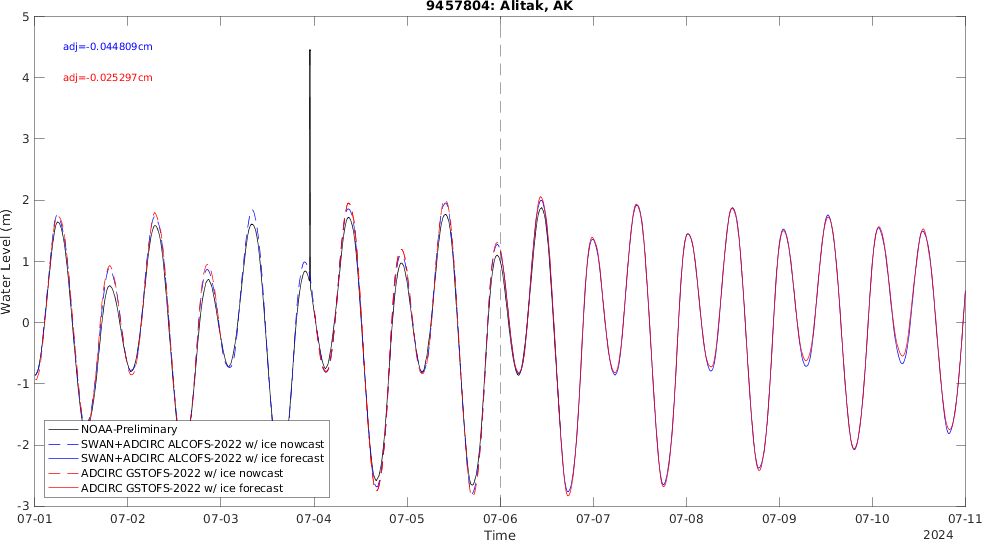 9457804: Alitak, AK
adj=-0.044809cm
adj=-0.025297cm
5
4
3
2
1
0
-1
-2
-3
Water Level (m)
NOAA-Preliminary
SWAN+ADCIRC ALCOFS-2022 w/ ice nowcast
SWAN+ADCIRC ALCOFS-2022 w/ ice forecast
ADCIRC GSTOFS-2022 w/ ice nowcast
ADCIRC GSTOFS-2022 w/ ice forecast
07-01 07-02 07-03 07-04 07-05 07-06 07-07 07-08 07-09 07-10 07-11
Time
2024